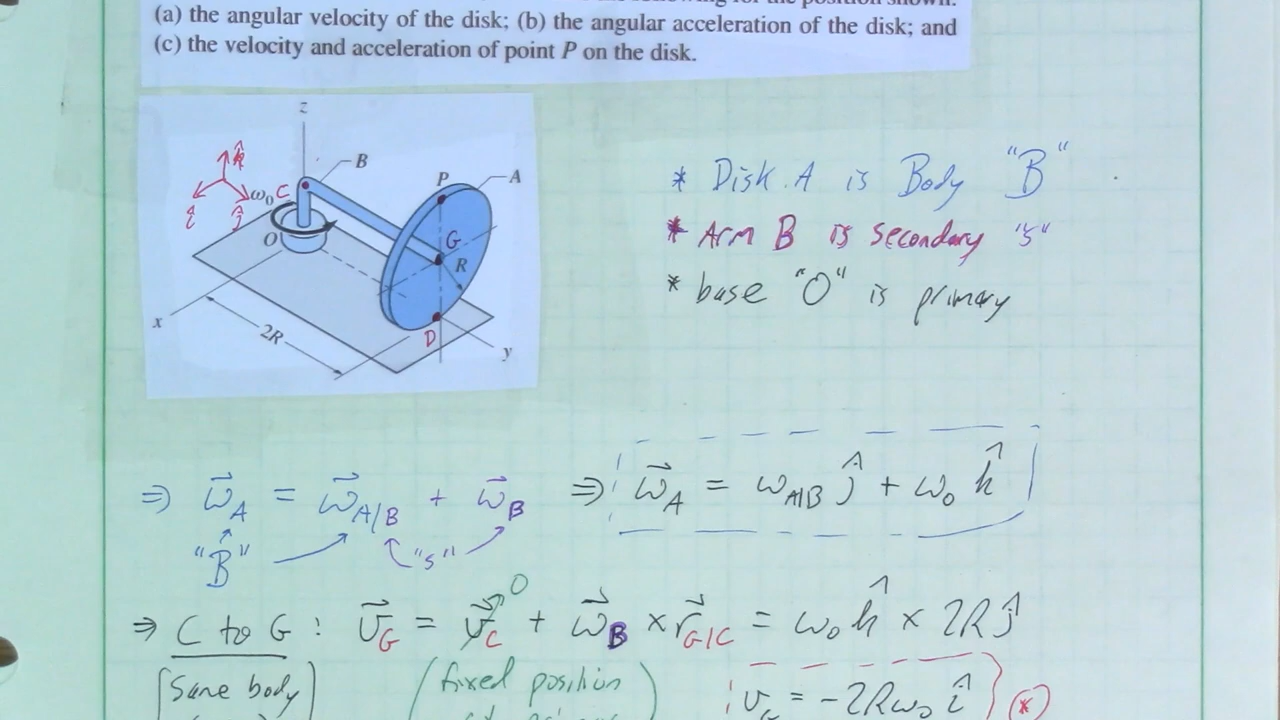 (a) the angular velocity of the disk; (b) the angular acceleration of the disk; and
(c) the velocity and acceleration of point P on the disk.
z
B
k̂
ω₀ C
P
A
î
ĵ
O
G
R
x
2R
D
y
* Disk A is Body "B"
* Arm B is secondary "s"
* base "O" is primary
⇒ ω⃗_A = ω⃗_A/B + ω⃗_B ⇒ ω⃗_A = ω_A/B ĵ + ω₀ k̂
"B" "s"
⇒ C to G : v⃗_G = v⃗_C 0 + ω⃗_B × r⃗_G/C = ω₀ k̂ × 2R ĵ
(same body (fixed position) v_G = -2Rω₀ î (*)